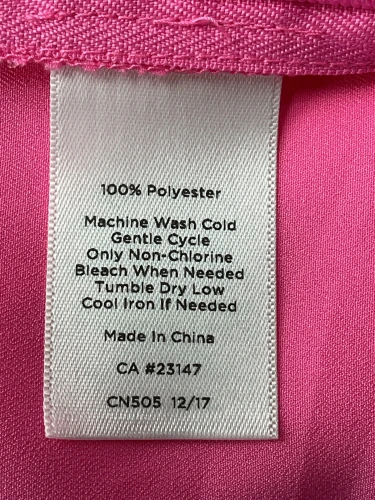 100% Polyester
Machine Wash Cold
Gentle Cycle
Only Non-Chlorine
Bleach When Needed
Tumble Dry Low
Cool Iron If Needed
Made In China
CA #23147
CN505 12/17